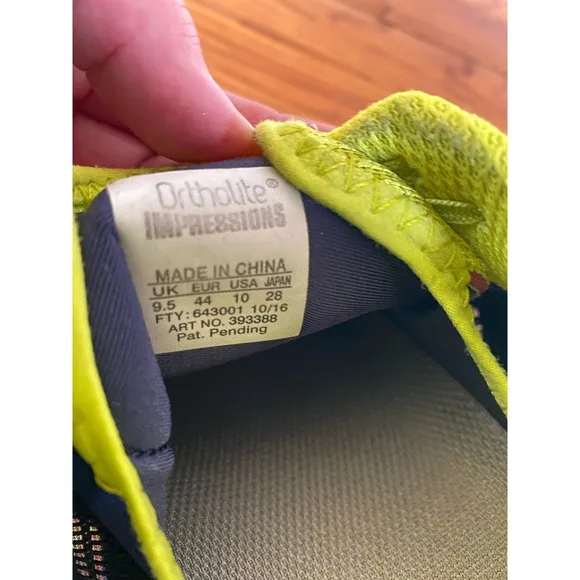 Ortholite®
IMPRESSIONS
MADE IN CHINA
UK EUR USA JAPAN
9.5 44 10 28
FTY: 643001 10/16
ART NO. 393388
Pat. Pending